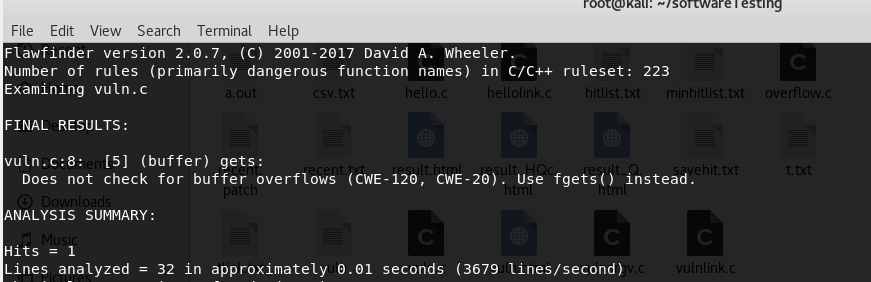 root@kali: ~/softwareTesting
File Edit View Search Terminal Help
Flawfinder version 2.0.7, (C) 2001-2017 David A. Wheeler.
Number of rules (primarily dangerous function names) in C/C++ ruleset: 223
Examining vuln.c
a.out csv.txt hello.c hellolink.c hitlist.txt minhitlist.txt overflow.c
FINAL RESULTS:
vuln.c:8: [5] (buffer) gets:
recent.txt result.html result_HQc. result_Q. savehit.txt t.txt
Does not check for buffer overflows (CWE-120, CWE-20). Use fgets() instead.
patch html html
Downloads
ANALYSIS SUMMARY:
Music
Hits = 1
vulnlink.c
Lines analyzed = 32 in approximately 0.01 seconds (3679 lines/second)
Pictures